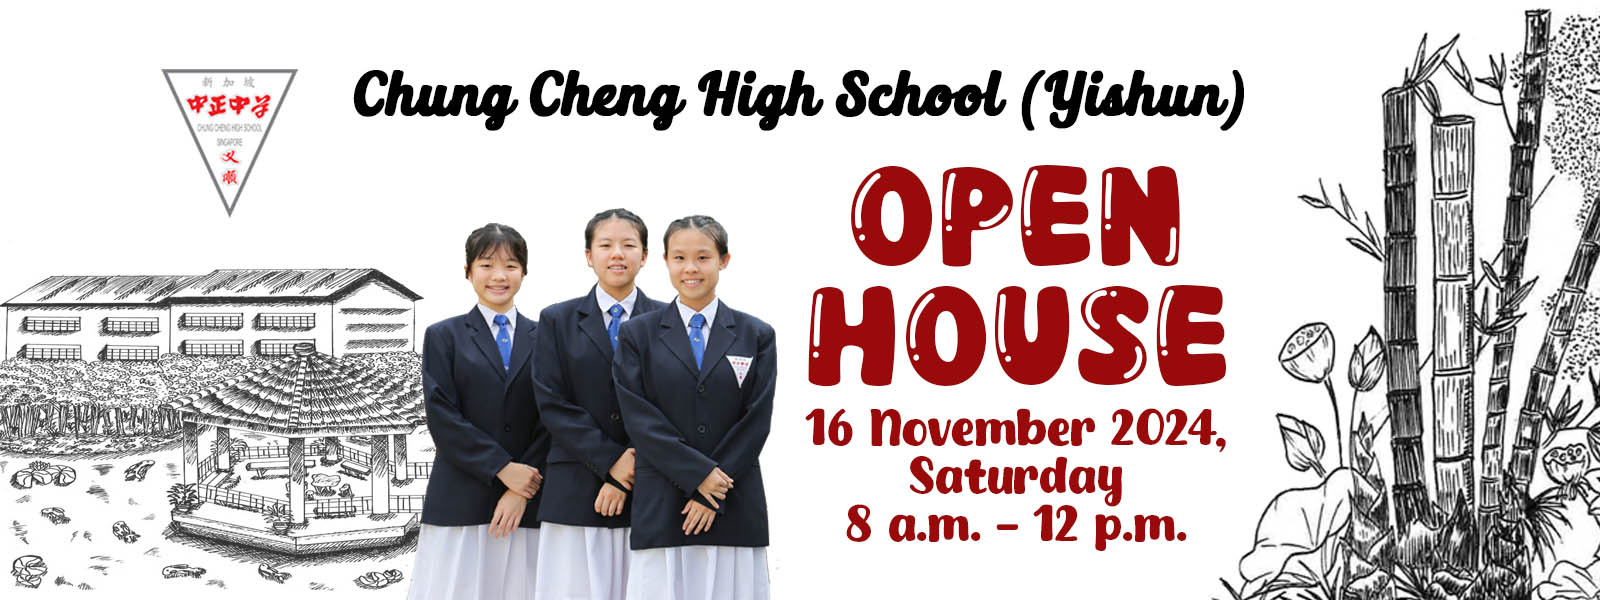 新加坡
中正中学
CHUNG CHENG HIGH SCHOOL
SINGAPORE
义
顺
Chung Cheng High School (Yishun)
OPEN
HOUSE
16 November 2024,
Saturday
8 a.m. – 12 p.m.